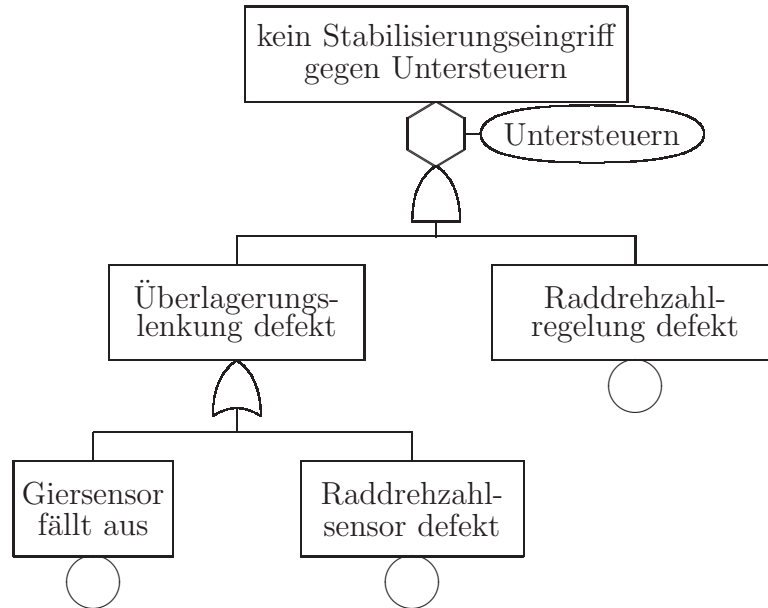 kein Stabilisierungseingriff
gegen Untersteuern
Untersteuern
Überlagerungs-
lenkung defekt
Raddrehzahl-
regelung defekt
Giersensor
fällt aus
Raddrehzahl-
sensor defekt